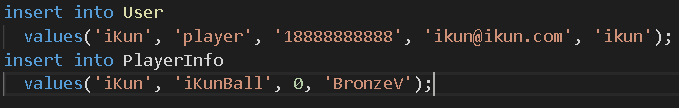 insert into User
values('iKun', 'player', '18888888888', 'ikun@ikun.com', 'ikun');
insert into PlayerInfo
values('iKun', 'iKunBall', 0, 'BronzeV');